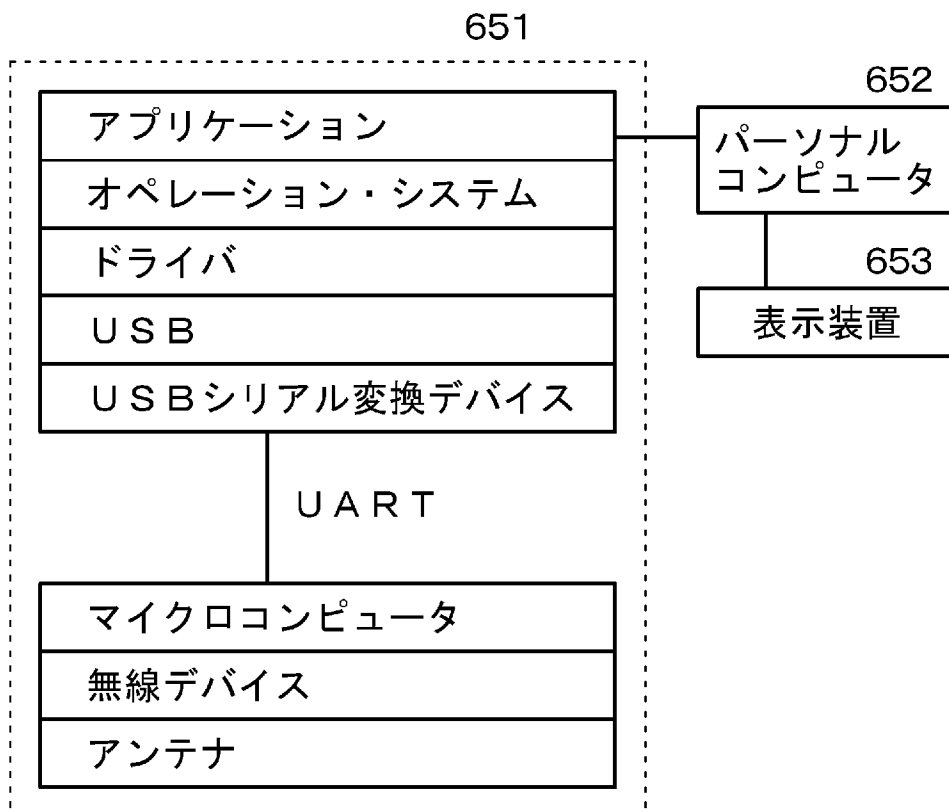 651
アプリケーション
オペレーション・システム
ドライバ
ＵＳＢ
ＵＳＢシリアル変換デバイス
ＵＡＲＴ
マイクロコンピュータ
無線デバイス
アンテナ
652
パーソナル
コンピュータ
653
表示装置